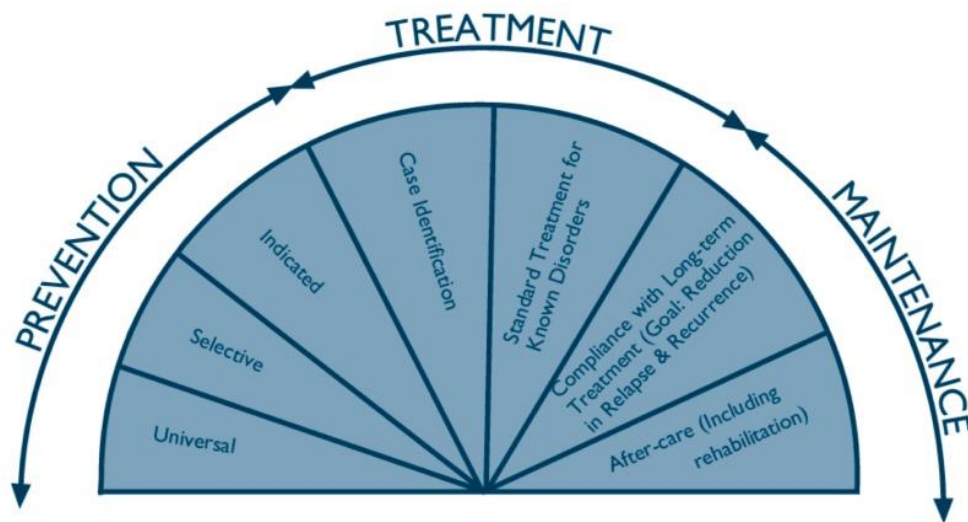 PREVENTION
TREATMENT
MAINTENANCE
Universal
Selective
Indicated
Case Identification
Standard Treatment for
Known Disorders
Compliance with Long-term
Treatment (Goal: Reduction
in Relapse & Recurrence)
After-care (Including
rehabilitation)